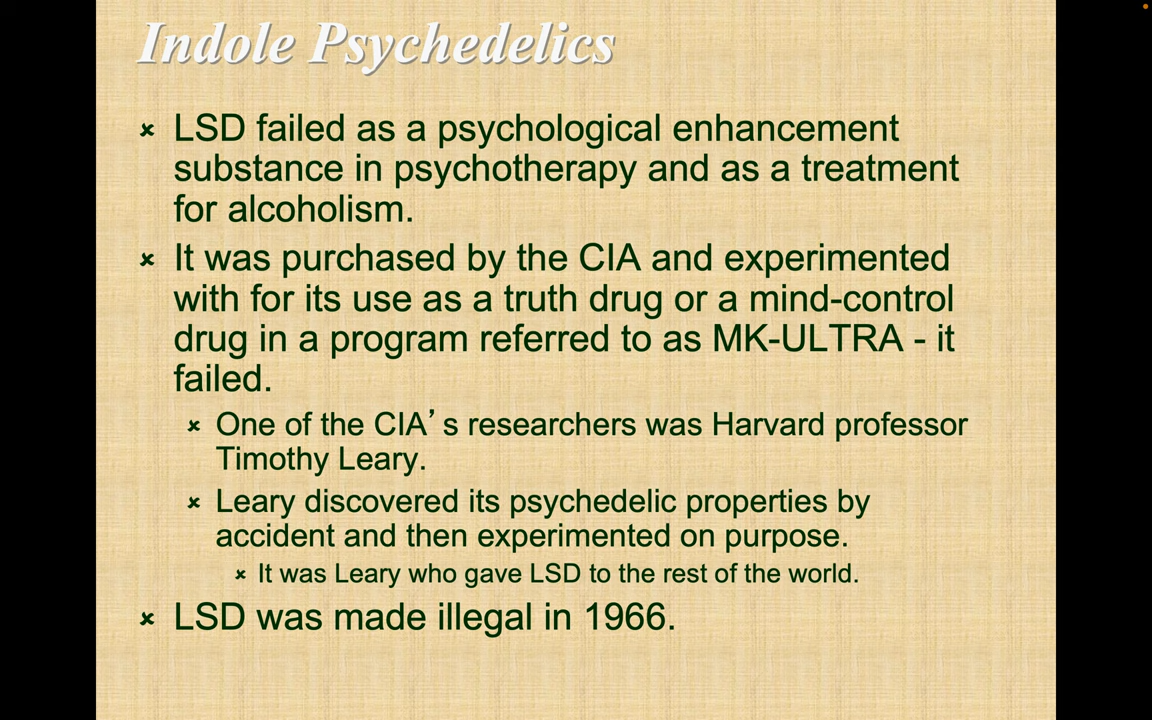 Indole Psychedelics
LSD failed as a psychological enhancement
substance in psychotherapy and as a treatment
for alcoholism.
It was purchased by the CIA and experimented
with for its use as a truth drug or a mind-control
drug in a program referred to as MK-ULTRA - it
failed.
One of the CIA’s researchers was Harvard professor
Timothy Leary.
Leary discovered its psychedelic properties by
accident and then experimented on purpose.
It was Leary who gave LSD to the rest of the world.
LSD was made illegal in 1966.